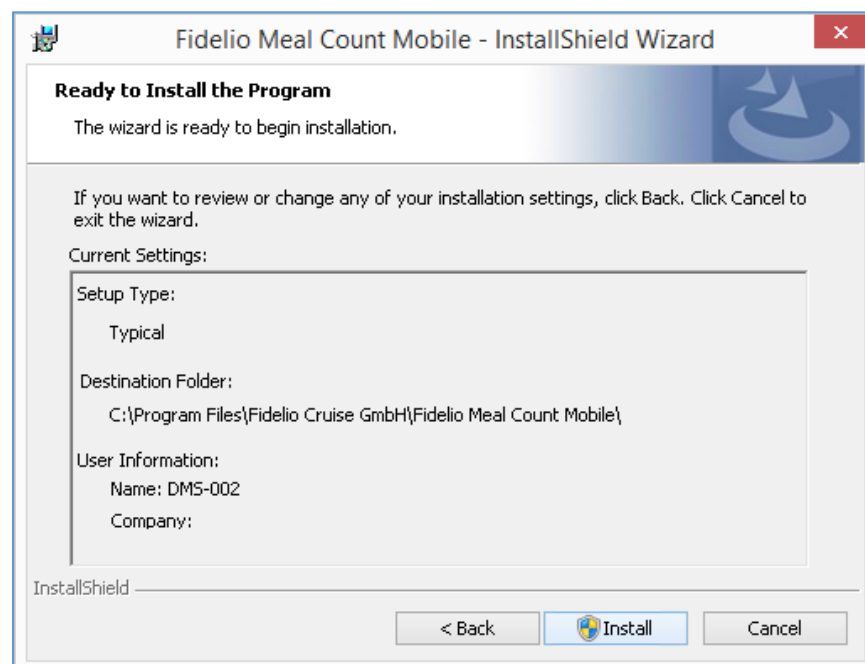 Fidelio Meal Count Mobile - InstallShield Wizard
Ready to Install the Program
The wizard is ready to begin installation.
If you want to review or change any of your installation settings, click Back. Click Cancel to
exit the wizard.
Current Settings:
Setup Type:
Typical
Destination Folder:
C:\Program Files\Fidelio Cruise GmbH\Fidelio Meal Count Mobile\
User Information:
Name: DMS-002
Company:
InstallShield
< Back
Install
Cancel